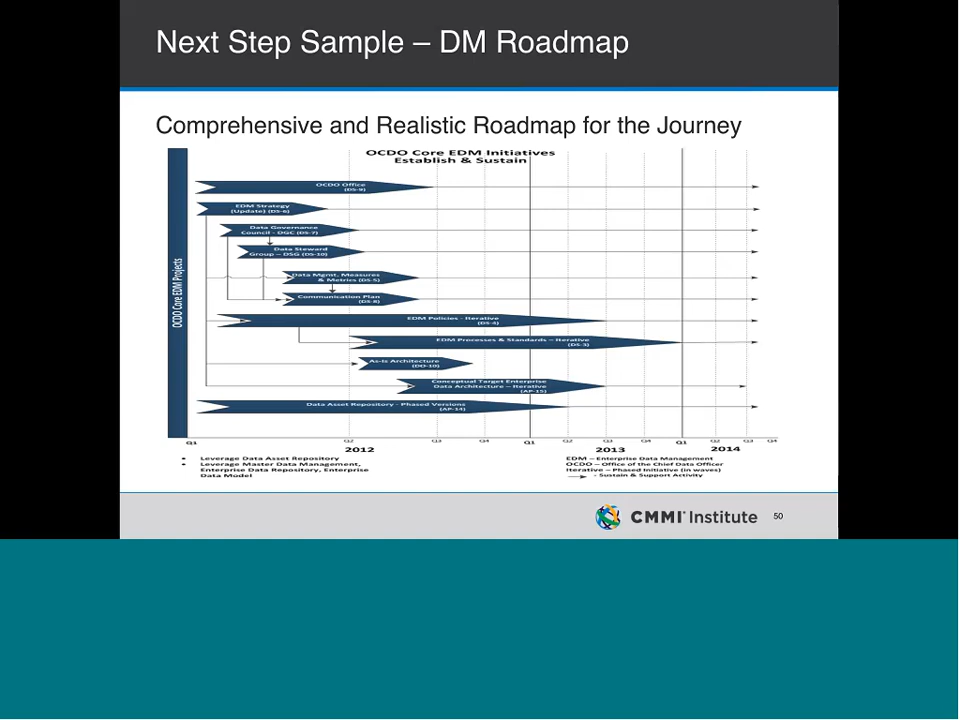 Next Step Sample – DM Roadmap
Comprehensive and Realistic Roadmap for the Journey
OCDO Core EDM Initiatives
Establish & Sustain
OCDO Core EDM Projects
OCDO Office
(DS-9)
EDM Strategy
(Update) (DS-6)
Data Governance
Council - DGC (DS-7)
Data Steward
Group – DSG (DS-10)
Data Mgmt. Measures
& Metrics (DS-5)
Communication Plan
(DS-8)
EDM Policies - Iterative
(DS-4)
EDM Processes & Standards – Iterative
(DS-3)
As-Is Architecture
(DO-10)
Conceptual Target Enterprise
Data Architecture – Iterative
(AP-15)
Data Asset Repository - Phased Versions
(AP-14)
Q1 Q2 Q3 Q4 Q1 Q2 Q3 Q4 Q1 Q2 Q3 Q4
2012 2013 2014
• Leverage Data Asset Repository
• Leverage Master Data Management,
Enterprise Data Repository, Enterprise
Data Model
EDM – Enterprise Data Management
OCDO – Office of the Chief Data Officer
Iterative – Phased Initiative (in waves)
- Sustain & Support Activity
CMMI® Institute 50